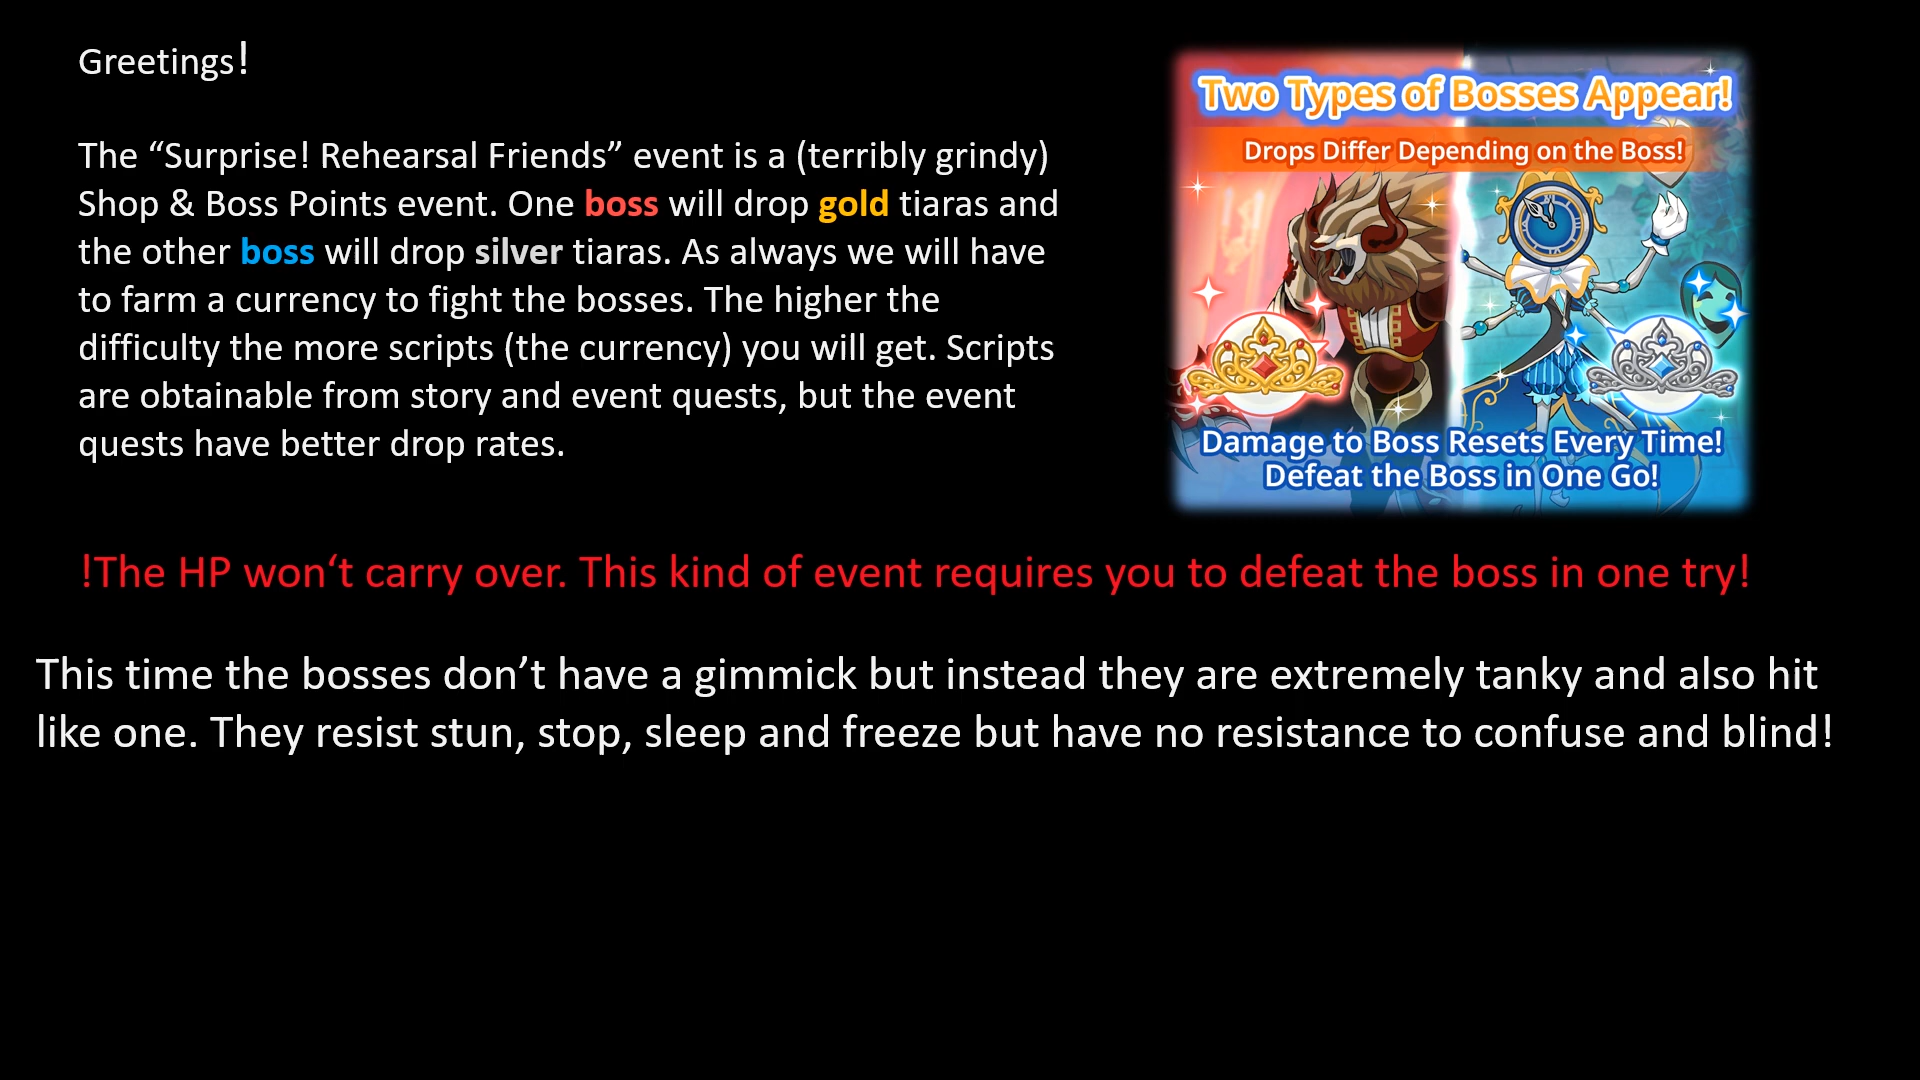 Greetings!
The “Surprise! Rehearsal Friends” event is a (terribly grindy)
Shop & Boss Points event. One boss will drop gold tiaras and
the other boss will drop silver tiaras. As always we will have
to farm a currency to fight the bosses. The higher the
difficulty the more scripts (the currency) you will get. Scripts
are obtainable from story and event quests, but the event
quests have better drop rates.
Two Types of Bosses Appear!
Drops Differ Depending on the Boss!
Damage to Boss Resets Every Time!
Defeat the Boss in One Go!
!The HP won‘t carry over. This kind of event requires you to defeat the boss in one try!
This time the bosses don’t have a gimmick but instead they are extremely tanky and also hit
like one. They resist stun, stop, sleep and freeze but have no resistance to confuse and blind!